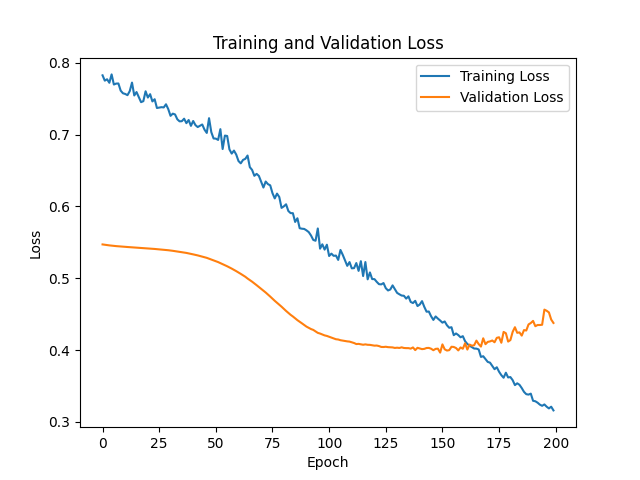 Training and Validation Loss
Training Loss
Validation Loss
Loss
0.8
0.7
0.6
0.5
0.4
0.3
0 25 50 75 100 125 150 175 200
Epoch